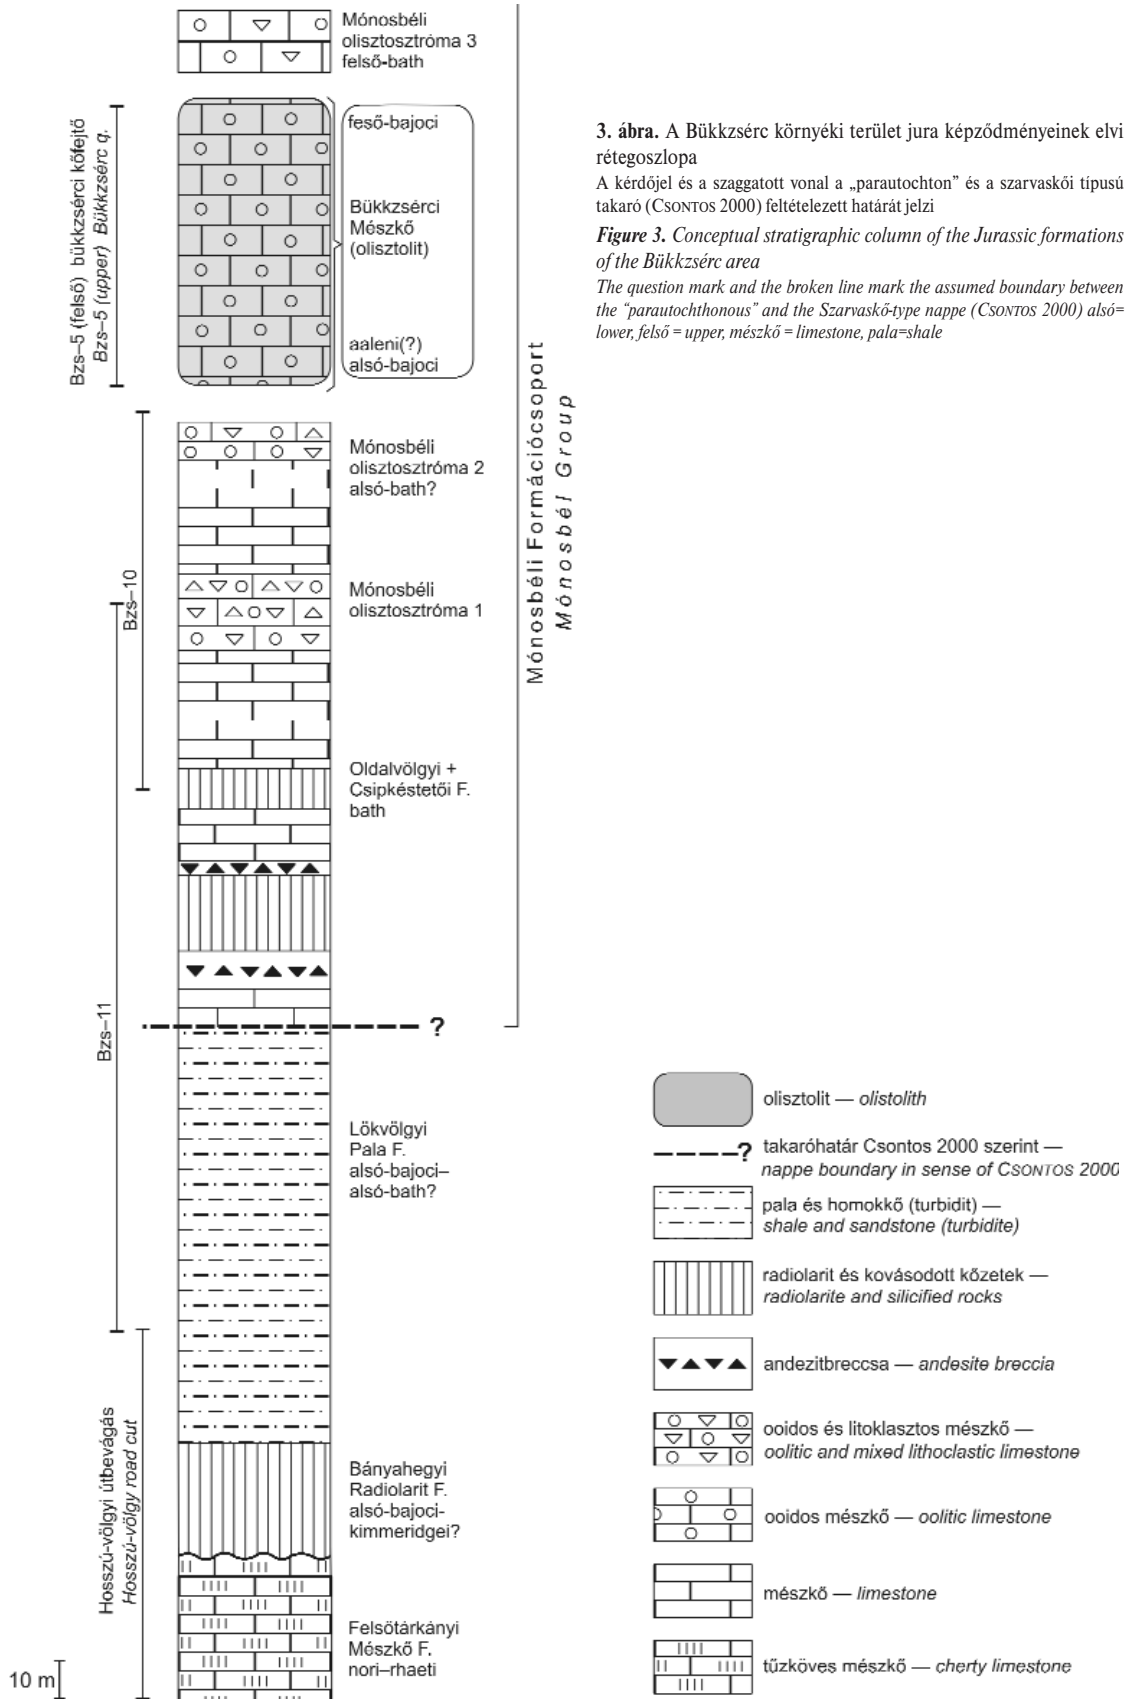 Mónosbéli
olisztosztróma 3
felső-bath
feső-bajoci
Bükkzsérci
Mészkő
(olisztolit)
aaleni(?)
alsó-bajoci
Bzs–5 (felső) bükkzsérci kőfejtő
Bzs–5 (upper) Bükkzsérc q.
Mónosbéli
olisztosztróma 2
alsó-bath?
Mónosbéli
olisztosztróma 1
Bzs–10
Oldalvölgyi +
Csipkéstetői F.
bath
Bzs–11
?
Lökvölgyi
Pala F.
alsó-bajoci–
alsó-bath?
Bányahegyi
Radiolarit F.
alsó-bajoci-
kimmeridgei?
Hosszú-völgyi útbevágás
Hosszú-völgy road cut
Felsőtárkányi
Mészkő F.
nori–rhaeti
10 m
Mónosbéli Formációcsoport
Mónosbél Group
3. ábra. A Bükkzsérc környéki terület jura képződményeinek elvi
rétegoszlopa
A kérdőjel és a szaggatott vonal a „parautochton” és a szarvaskői típusú
takaró (CSONTOS 2000) feltételezett határát jelzi
Figure 3. Conceptual stratigraphic column of the Jurassic formations
of the Bükkzsérc area
The question mark and the broken line mark the assumed boundary between
the “parautochthonous” and the Szarvaskő-type nappe (CSONTOS 2000) alsó=
lower, felső = upper, mészkő = limestone, pala=shale
olisztolit — olistolith
? takaróhatár Csontos 2000 szerint —
nappe boundary in sense of CSONTOS 2000
pala és homokkő (turbidit) —
shale and sandstone (turbidite)
radiolarit és kovásodott kőzetek —
radiolarite and silicified rocks
andezitbreccsa — andesite breccia
ooidos és litoklasztos mészkő —
oolitic and mixed lithoclastic limestone
ooidos mészkő — oolitic limestone
mészkő — limestone
tűzköves mészkő — cherty limestone